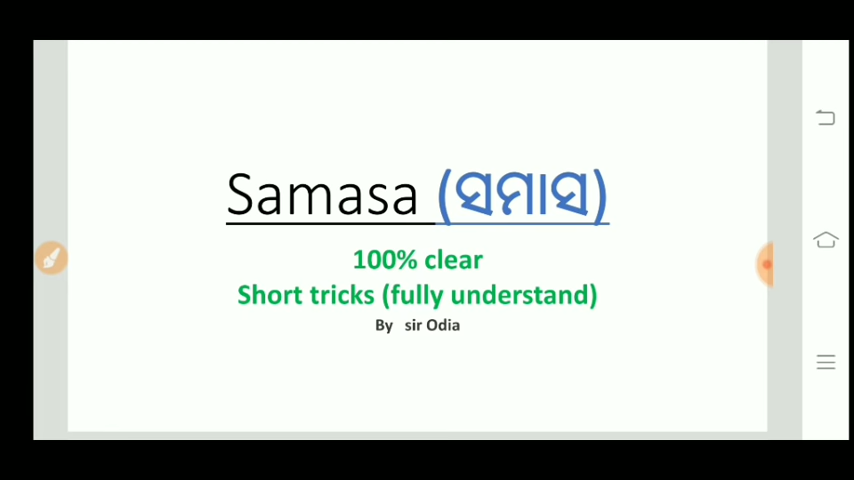 Samasa (ସମାସ)
100% clear
Short tricks (fully understand)
By sir Odia